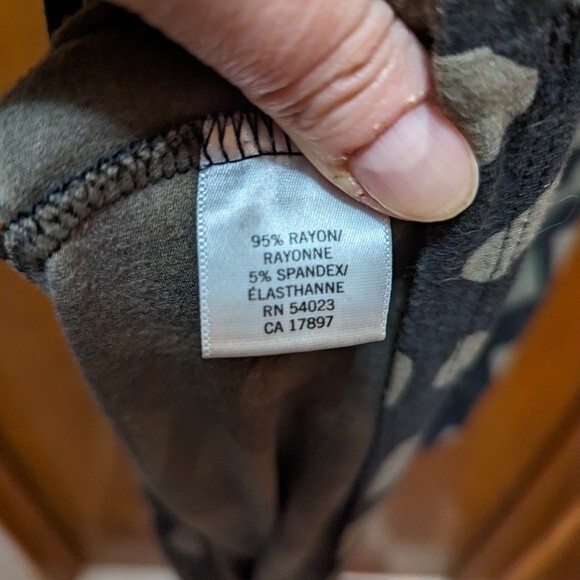 95% RAYON/
RAYONNE
5% SPANDEX/
ÉLASTHANNE
RN 54023
CA 17897